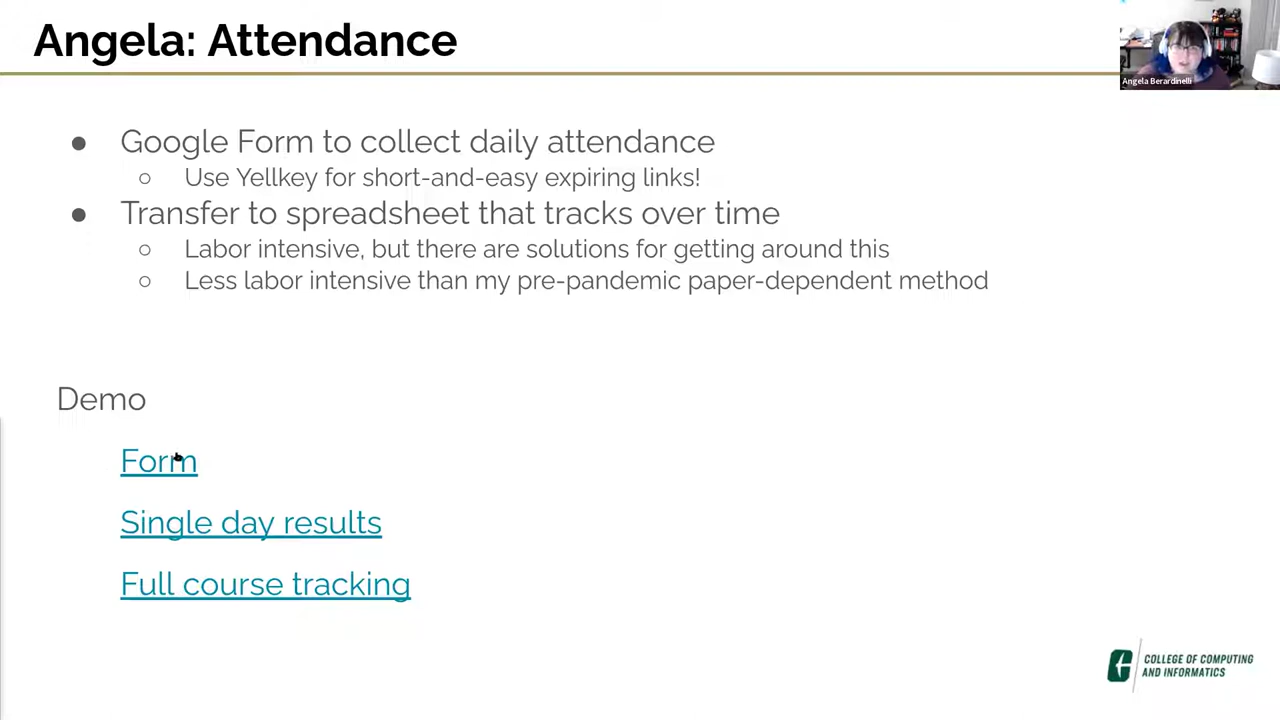 Angela: Attendance
Angela Berardinelli
● Google Form to collect daily attendance
○ Use Yellkey for short-and-easy expiring links!
● Transfer to spreadsheet that tracks over time
○ Labor intensive, but there are solutions for getting around this
○ Less labor intensive than my pre-pandemic paper-dependent method
Demo
Form
Single day results
Full course tracking
COLLEGE OF COMPUTING
AND INFORMATICS